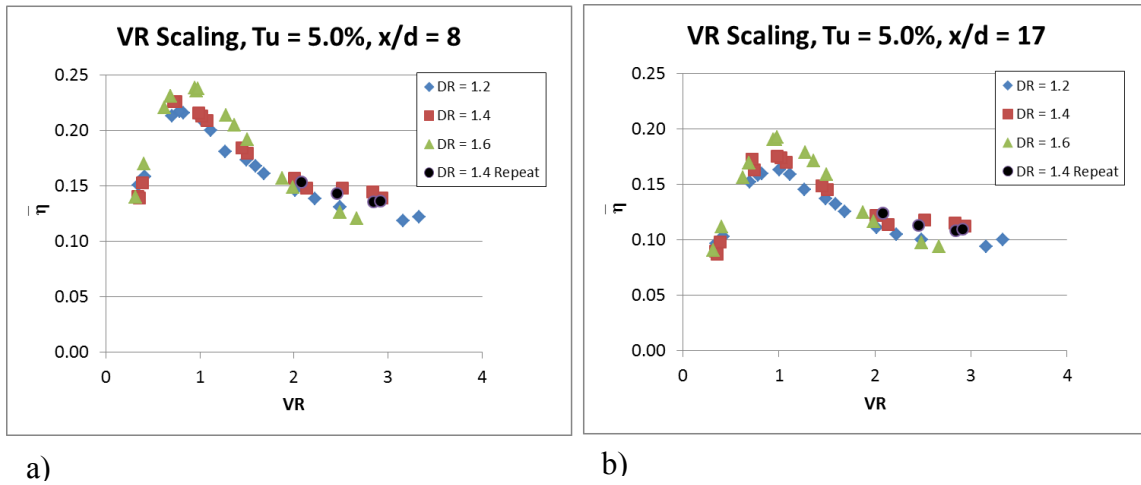 VR Scaling, Tu = 5.0%, x/d = 8
0.25
0.20
0.15
0.10
0.05
0.00
η̅
0 1 2 3 4
VR
DR = 1.2
DR = 1.4
DR = 1.6
DR = 1.4 Repeat
a)
VR Scaling, Tu = 5.0%, x/d = 17
0.25
0.20
0.15
0.10
0.05
0.00
η̅
0 1 2 3 4
VR
DR = 1.2
DR = 1.4
DR = 1.6
DR = 1.4 Repeat
b)